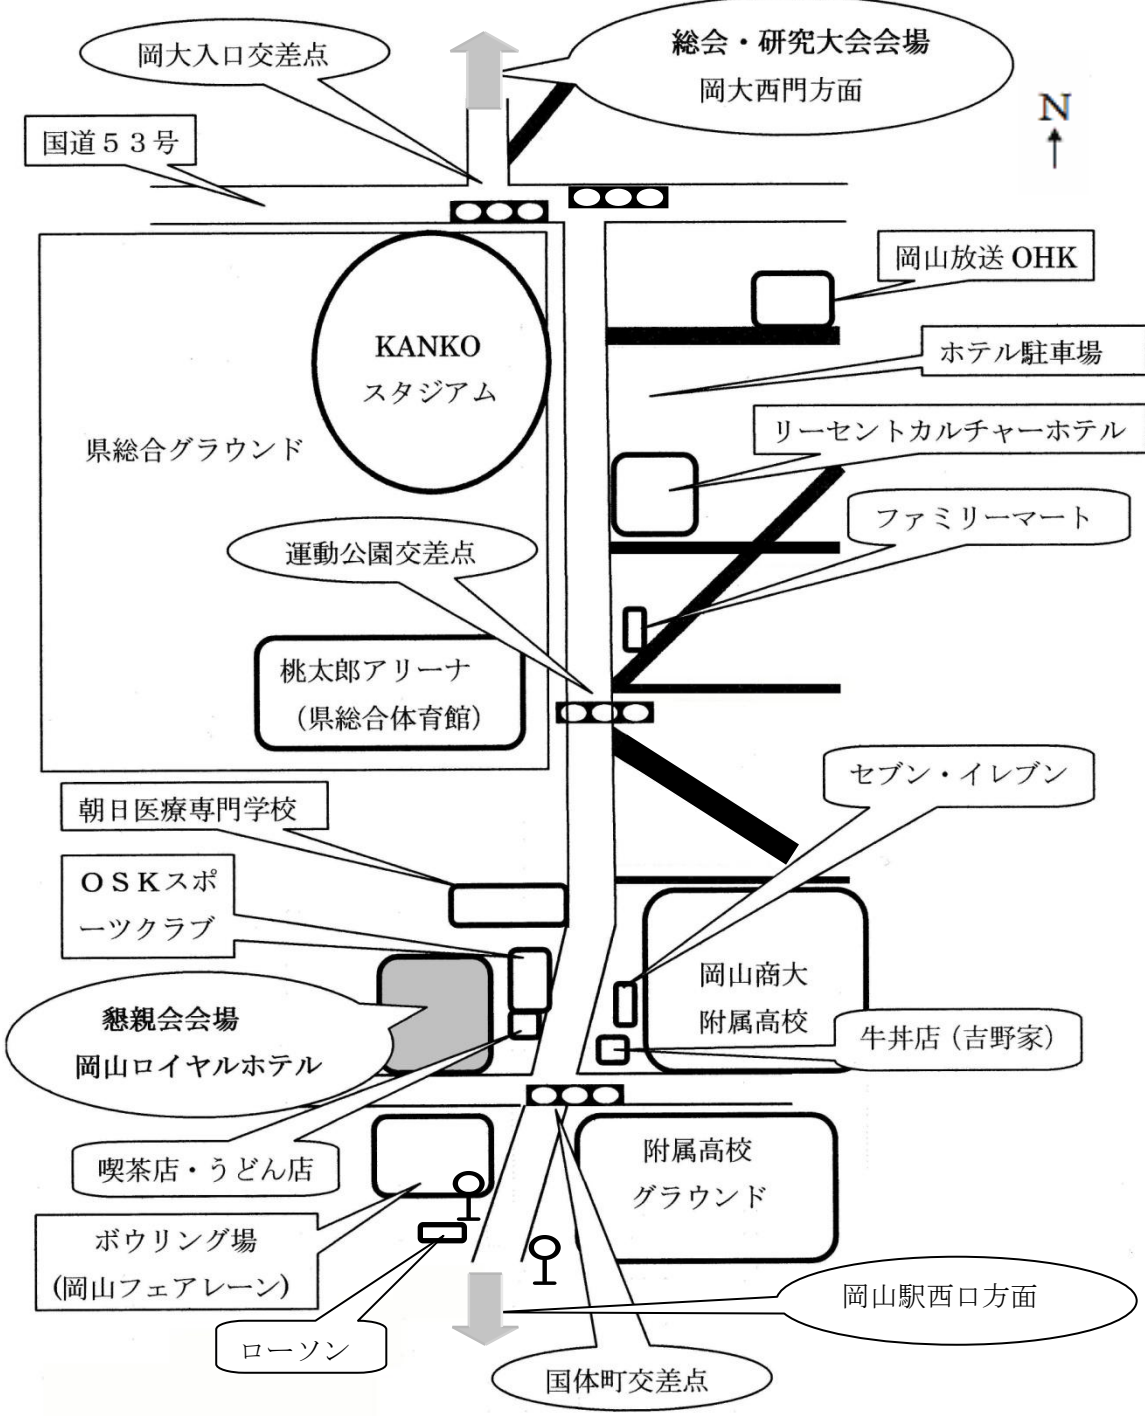 岡大入口交差点
総会・研究大会会場
岡大西門方面
N
国道５３号
岡山放送 OHK
KANKO
スタジアム
ホテル駐車場
リーセントカルチャーホテル
県総合グラウンド
ファミリーマート
運動公園交差点
桃太郎アリーナ
（県総合体育館）
セブン・イレブン
朝日医療専門学校
ＯＳＫスポ
ーツクラブ
岡山商大
附属高校
懇親会会場
岡山ロイヤルホテル
牛丼店（吉野家）
喫茶店・うどん店
附属高校
グラウンド
ボウリング場
(岡山フェアレーン)
岡山駅西口方面
ローソン
国体町交差点